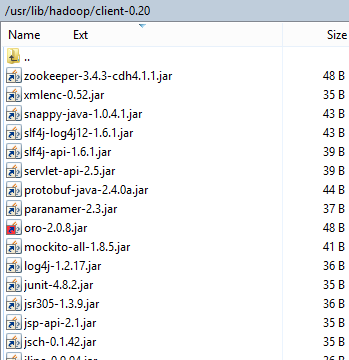 /usr/lib/hadoop/client-0.20
Name Ext Size
..
zookeeper-3.4.3-cdh4.1.1.jar 48 B
xmlenc-0.52.jar 35 B
snappy-java-1.0.4.1.jar 43 B
slf4j-log4j12-1.6.1.jar 43 B
slf4j-api-1.6.1.jar 39 B
servlet-api-2.5.jar 39 B
protobuf-java-2.4.0a.jar 44 B
paranamer-2.3.jar 37 B
oro-2.0.8.jar 48 B
mockito-all-1.8.5.jar 41 B
log4j-1.2.17.jar 36 B
junit-4.8.2.jar 35 B
jsr305-1.3.9.jar 36 B
jsp-api-2.1.jar 35 B
jsch-0.1.42.jar 35 B